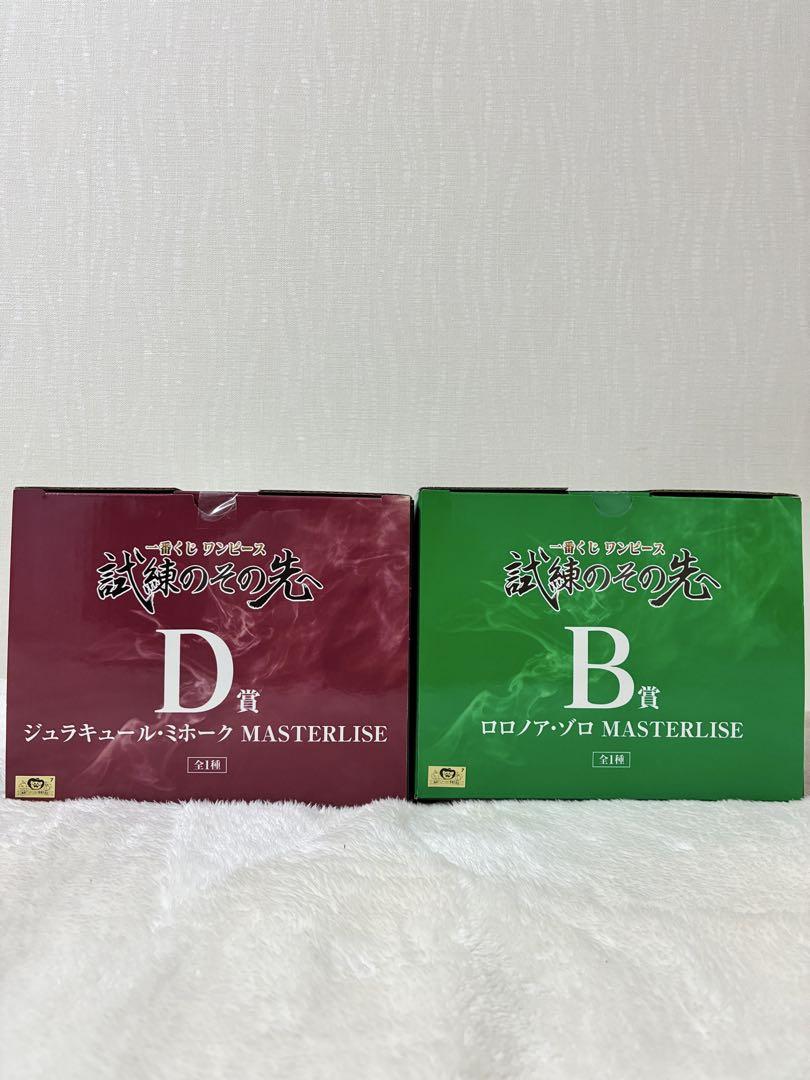 一番くじ ワンピース
試練のその先へ
D賞
ジュラキュール・ミホーク MASTERLISE
全1種
一番くじ ワンピース
試練のその先へ
B賞
ロロノア・ゾロ MASTERLISE
全1種